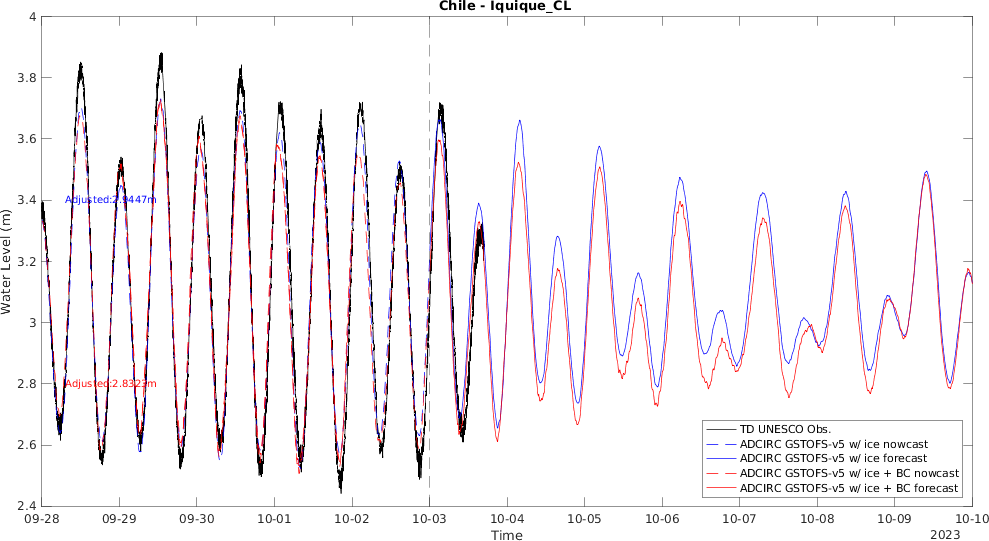 Chile - Iquique_CL
4
3.8
3.6
3.4
3.2
3
2.8
2.6
2.4
Water Level (m)
Adjusted:2.9447m
Adjusted:2.8323m
TD UNESCO Obs.
ADCIRC GSTOFS-v5 w/ ice nowcast
ADCIRC GSTOFS-v5 w/ ice forecast
ADCIRC GSTOFS-v5 w/ ice + BC nowcast
ADCIRC GSTOFS-v5 w/ ice + BC forecast
09-28 09-29 09-30 10-01 10-02 10-03 10-04 10-05 10-06 10-07 10-08 10-09 10-10
Time
2023